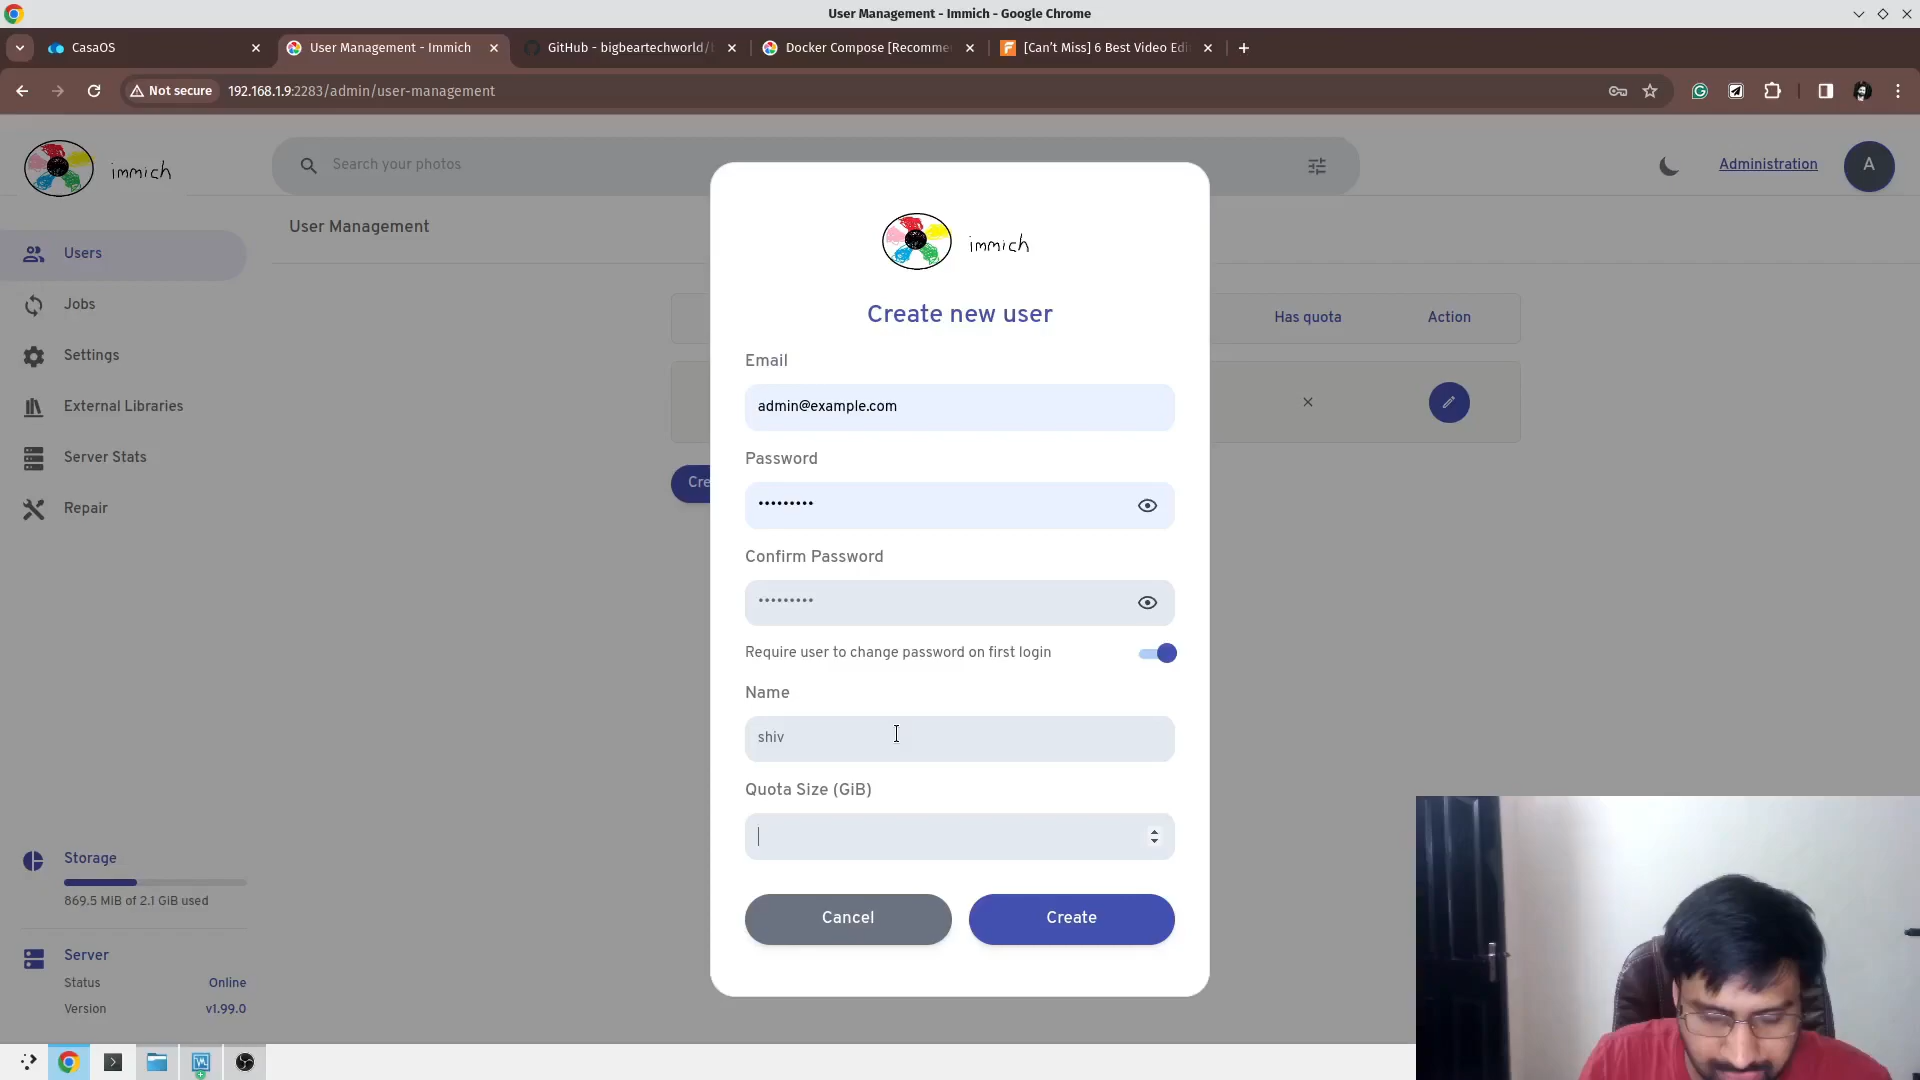 User Management - Immich - Google Chrome
CasaOS
User Management - Immich
GitHub - bigbeartechworld/
Docker Compose [Recomme
[Can't Miss] 6 Best Video Edi
Not secure
192.168.1.9:2283/admin/user-management
immich
Search your photos
Administration
A
Users
Jobs
Settings
External Libraries
Server Stats
Repair
User Management
Has quota
Action
Cre
immich
Create new user
Email
admin@example.com
Password
•••••••••
Confirm Password
•••••••••
Require user to change password on first login
Name
shiv
Quota Size (GiB)
Cancel
Create
Storage
869.5 MiB of 2.1 GiB used
Server
Status
Online
Version
v1.99.0